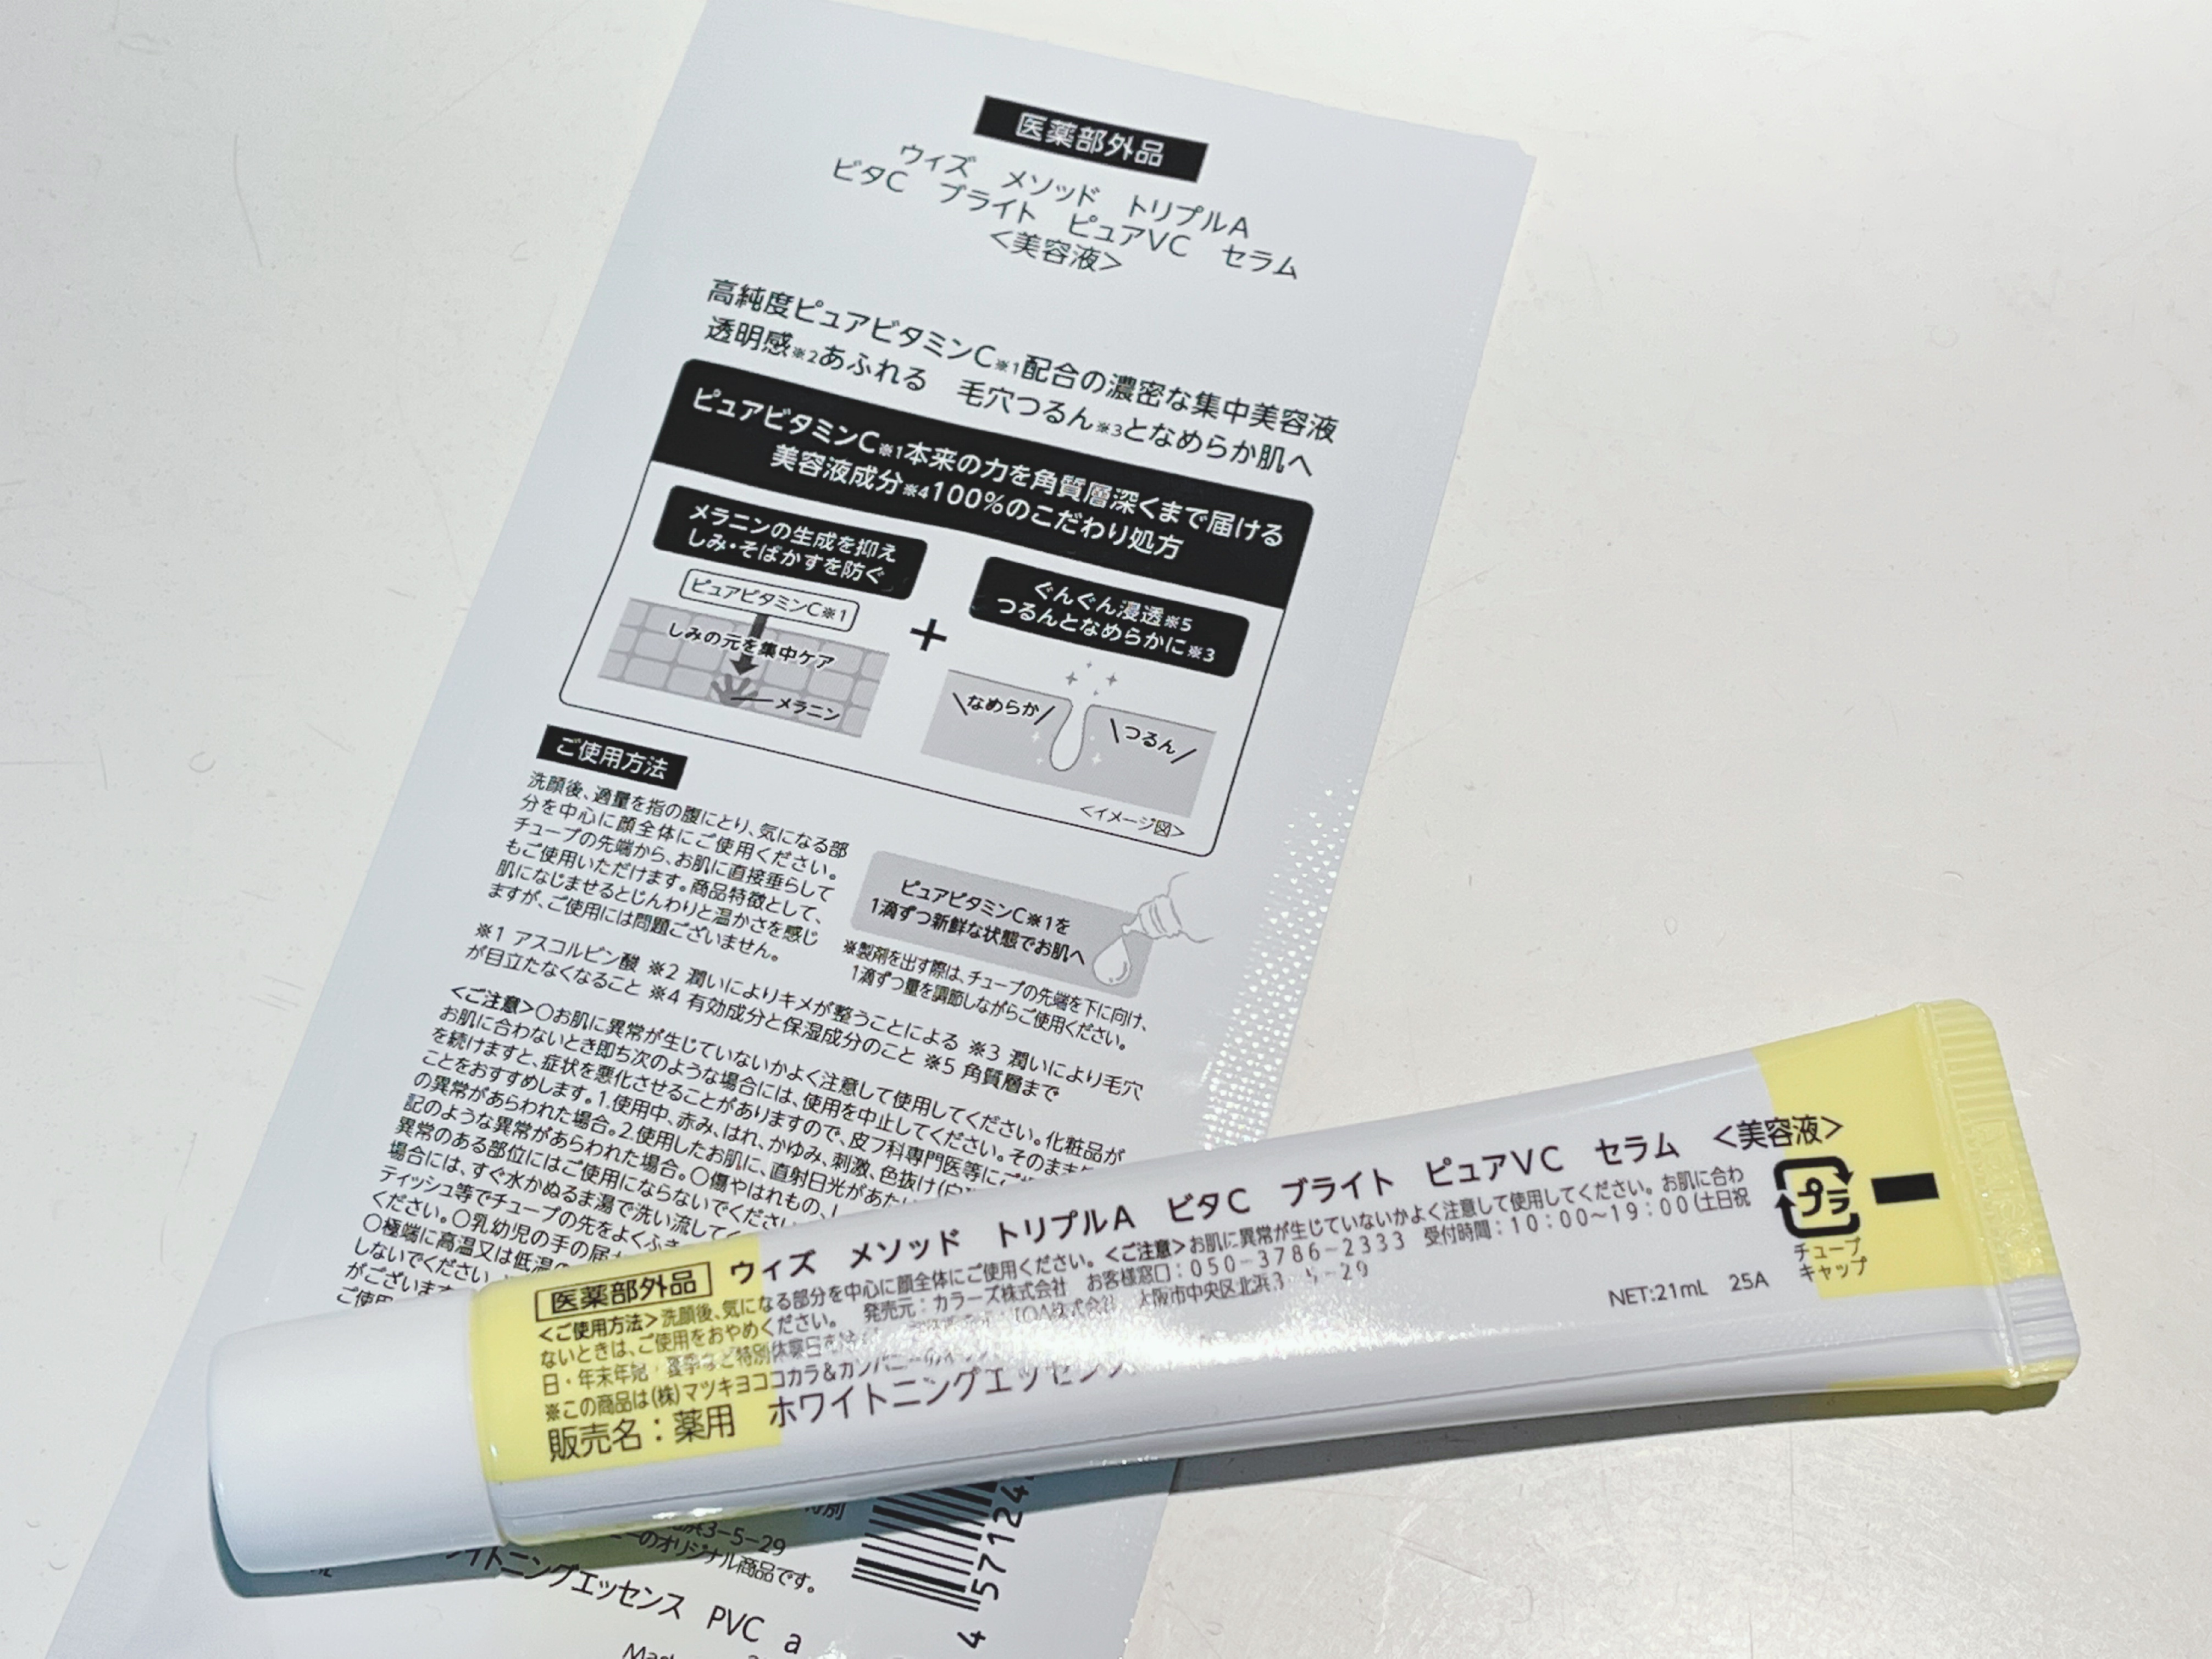 医薬部外品
ウィズ　メソッド　トリプルA
ビタC　ブライト　ピュアVC　セラム
＜美容液＞
高純度ピュアビタミンC※1配合の濃密な集中美容液
透明感※2あふれる　毛穴つるん※3となめらか肌へ
ピュアビタミンC※1本来の力を角質層深くまで届ける
美容液成分※4100%のこだわり処方
メラニンの生成を抑え
しみ・そばかすを防ぐ
ピュアビタミンC※1
しみの元を集中ケア
メラニン
＋
ぐんぐん浸透※5
つるんとなめらかに※3
なめらか
つるん
＜イメージ図＞
ご使用方法
洗顔後、適量を指の腹にとり、気になる部
分を中心に顔全体にご使用ください。
チューブの先端から、お肌に直接垂らして
もご使用いただけます。商品特徴として、
肌になじませるとじんわりと温かさを感じ
ますが、ご使用には問題ございません。
ピュアビタミンC※1を
1滴ずつ新鮮な状態でお肌へ
※製剤を出す際は、チューブの先端を下に向け、
1滴ずつ量を調節しながらご使用ください。
※1 アスコルビン酸 ※2 潤いによりキメが整うことによる ※3 潤いにより毛穴
が目立たなくなること ※4 有効成分と保湿成分のこと ※5 角質層まで
＜ご注意＞○お肌に異常が生じていないかよく注意して使用してください。化粧品が
お肌に合わないとき即ち次のような場合には、使用を中止してください。そのまま
を続けますと、症状を悪化させることがありますので、皮フ科専門医等にご
ことをおすすめします。1.使用中、赤み、はれ、かゆみ、刺激、色抜け
の異常があらわれた場合。2.使用したお肌に、直射日光があた
記のような異常があらわれた場合。○傷やはれもの、
異常のある部位にはご使用にならないでください
場合には、すぐ水かぬるま湯で洗い流して
ティッシュ等でチューブの先をよくふき
ください。○乳幼児の手の届
○極端に高温又は低温の
しないでください
がございます
ご使用
医薬部外品 ウィズ　メソッド　トリプルA　ビタC　ブライト　ピュアVC　セラム　＜美容液＞
＜ご使用方法＞洗顔後、気になる部分を中心に顔全体にご使用ください。＜ご注意＞お肌に異常が生じていないかよく注意して使用してください。お肌に合わ
ないときは、ご使用をおやめください。　発売元：カラーズ株式会社　お客様窓口：050-3786-2333　受付時間：10：00～19：00(土日祝
日・年末年始・夏季など特別休業日を 株式会社　大阪市中央区北浜3-5-29
※この商品は(株)マツキヨココカラ&カンパニーの
販売名：薬用　ホワイトニングエッセンス
プラ
チューブ
キャップ
NET:21mL　25A
特別
3-5-29
のオリジナル商品です。
イトニングエッセンス　PVC　a
4 57124